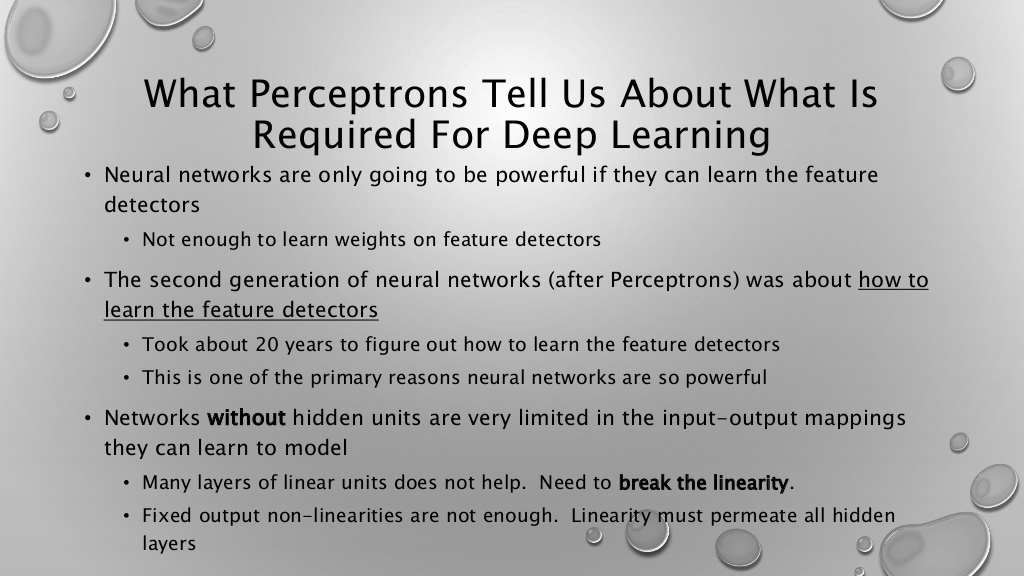 What Perceptrons Tell Us About What Is
Required For Deep Learning
• Neural networks are only going to be powerful if they can learn the feature
detectors
• Not enough to learn weights on feature detectors
• The second generation of neural networks (after Perceptrons) was about how to
learn the feature detectors
• Took about 20 years to figure out how to learn the feature detectors
• This is one of the primary reasons neural networks are so powerful
• Networks without hidden units are very limited in the input-output mappings
they can learn to model
• Many layers of linear units does not help.  Need to break the linearity.
• Fixed output non-linearities are not enough.  Linearity must permeate all hidden
layers